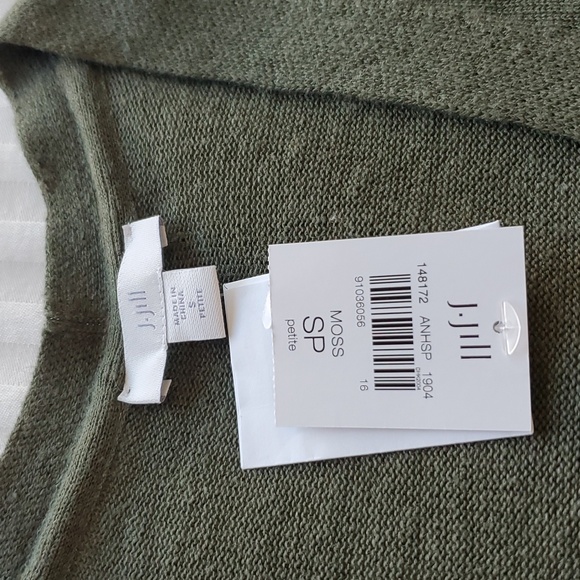 J.Jill
MADE IN
CHINA
S
PETITE
J.Jill
148172 ANHSP 1904
91036056
16
MOSS
SP
petite